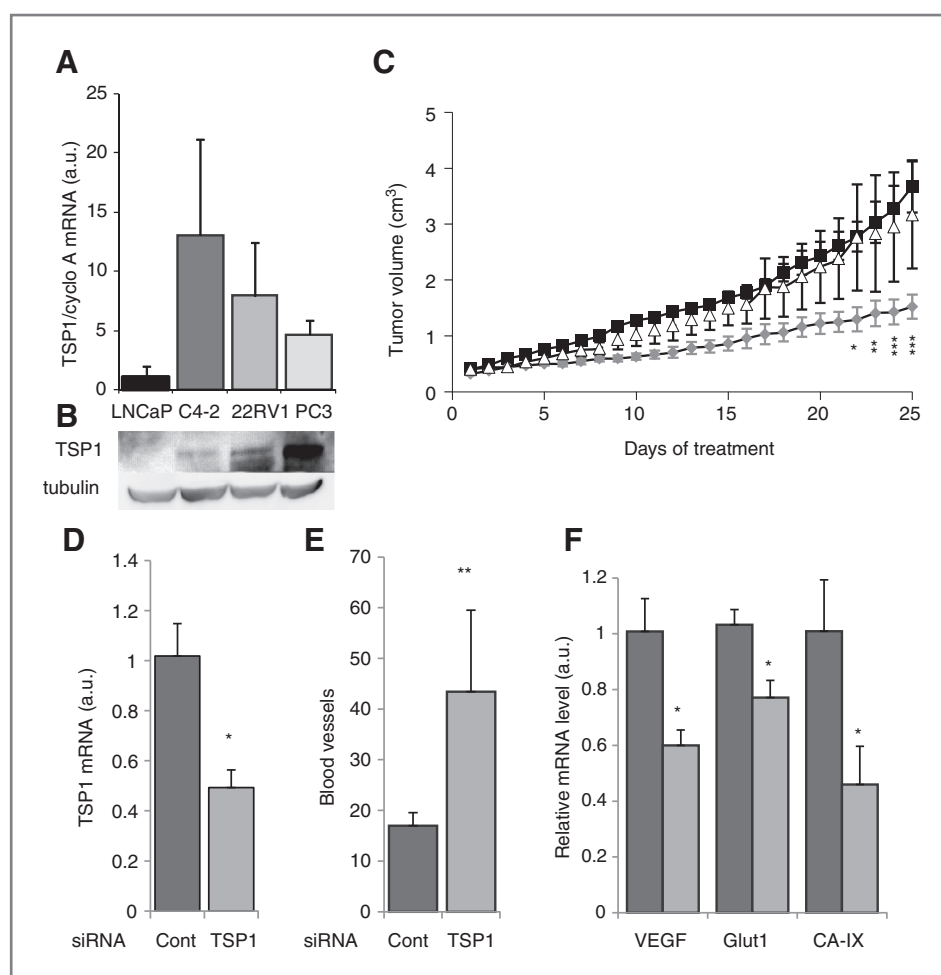 A
25
20
15
10
5
0
TSP1/cyclo A mRNA (a.u.)
LNCaP C4-2 22RV1 PC3
B
TSP1
tubulin
C
5
4
3
2
1
0
Tumor volume (cm3)
0 5 10 15 20 25
* ** *** ***
Days of treatment
D
1.4
1.2
1
0.8
0.6
0.4
0.2
0
TSP1 mRNA (a.u.)
*
siRNA Cont TSP1
E
70
60
50
40
30
20
10
0
Blood vessels
**
siRNA Cont TSP1
F
1.2
1
0.8
0.6
0.4
0.2
0
Relative mRNA level (a.u.)
* * *
VEGF Glut1 CA-IX